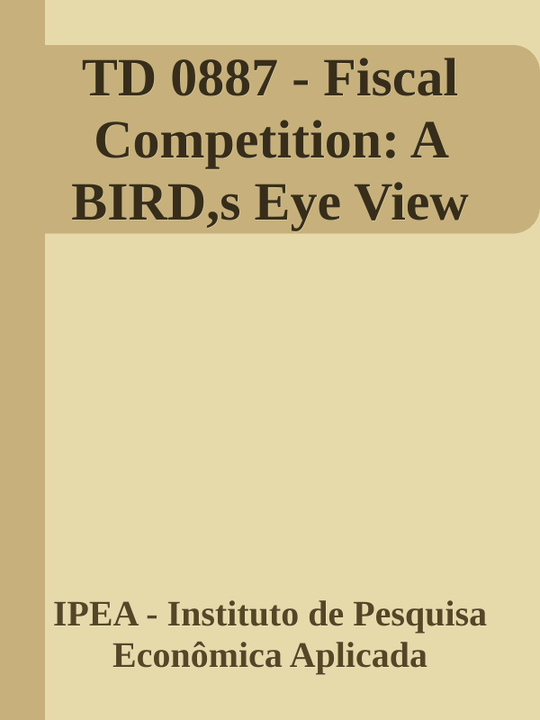 TD 0887 - Fiscal
Competition: A
BIRD,s Eye View
IPEA - Instituto de Pesquisa
Econômica Aplicada